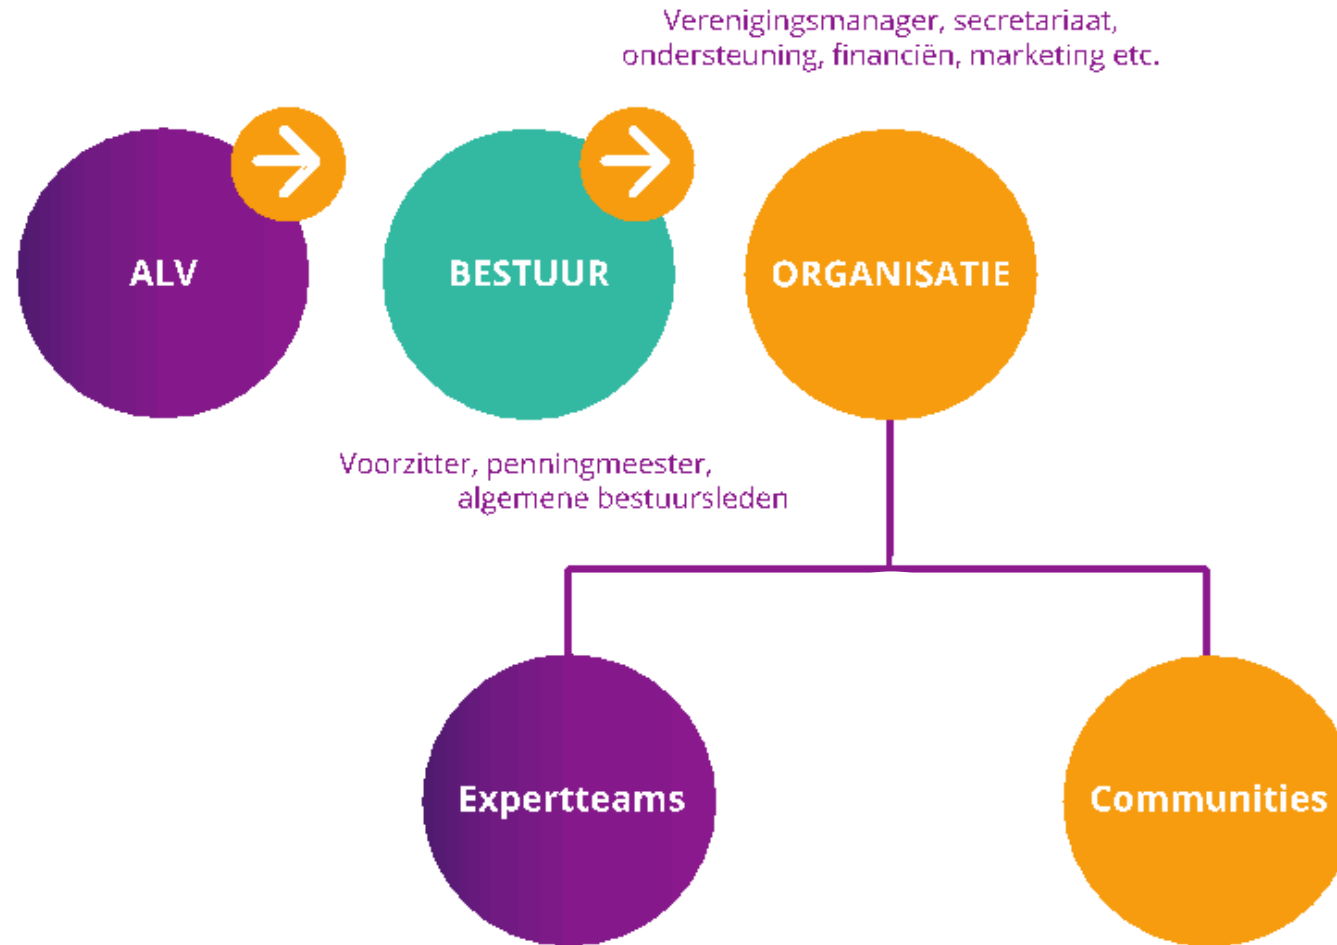 Verenigingsmanager, secretariaat,
ondersteuning, financiën, marketing etc.
ALV
BESTUUR
ORGANISATIE
Voorzitter, penningmeester,
algemene bestuursleden
Expertteams
Communities